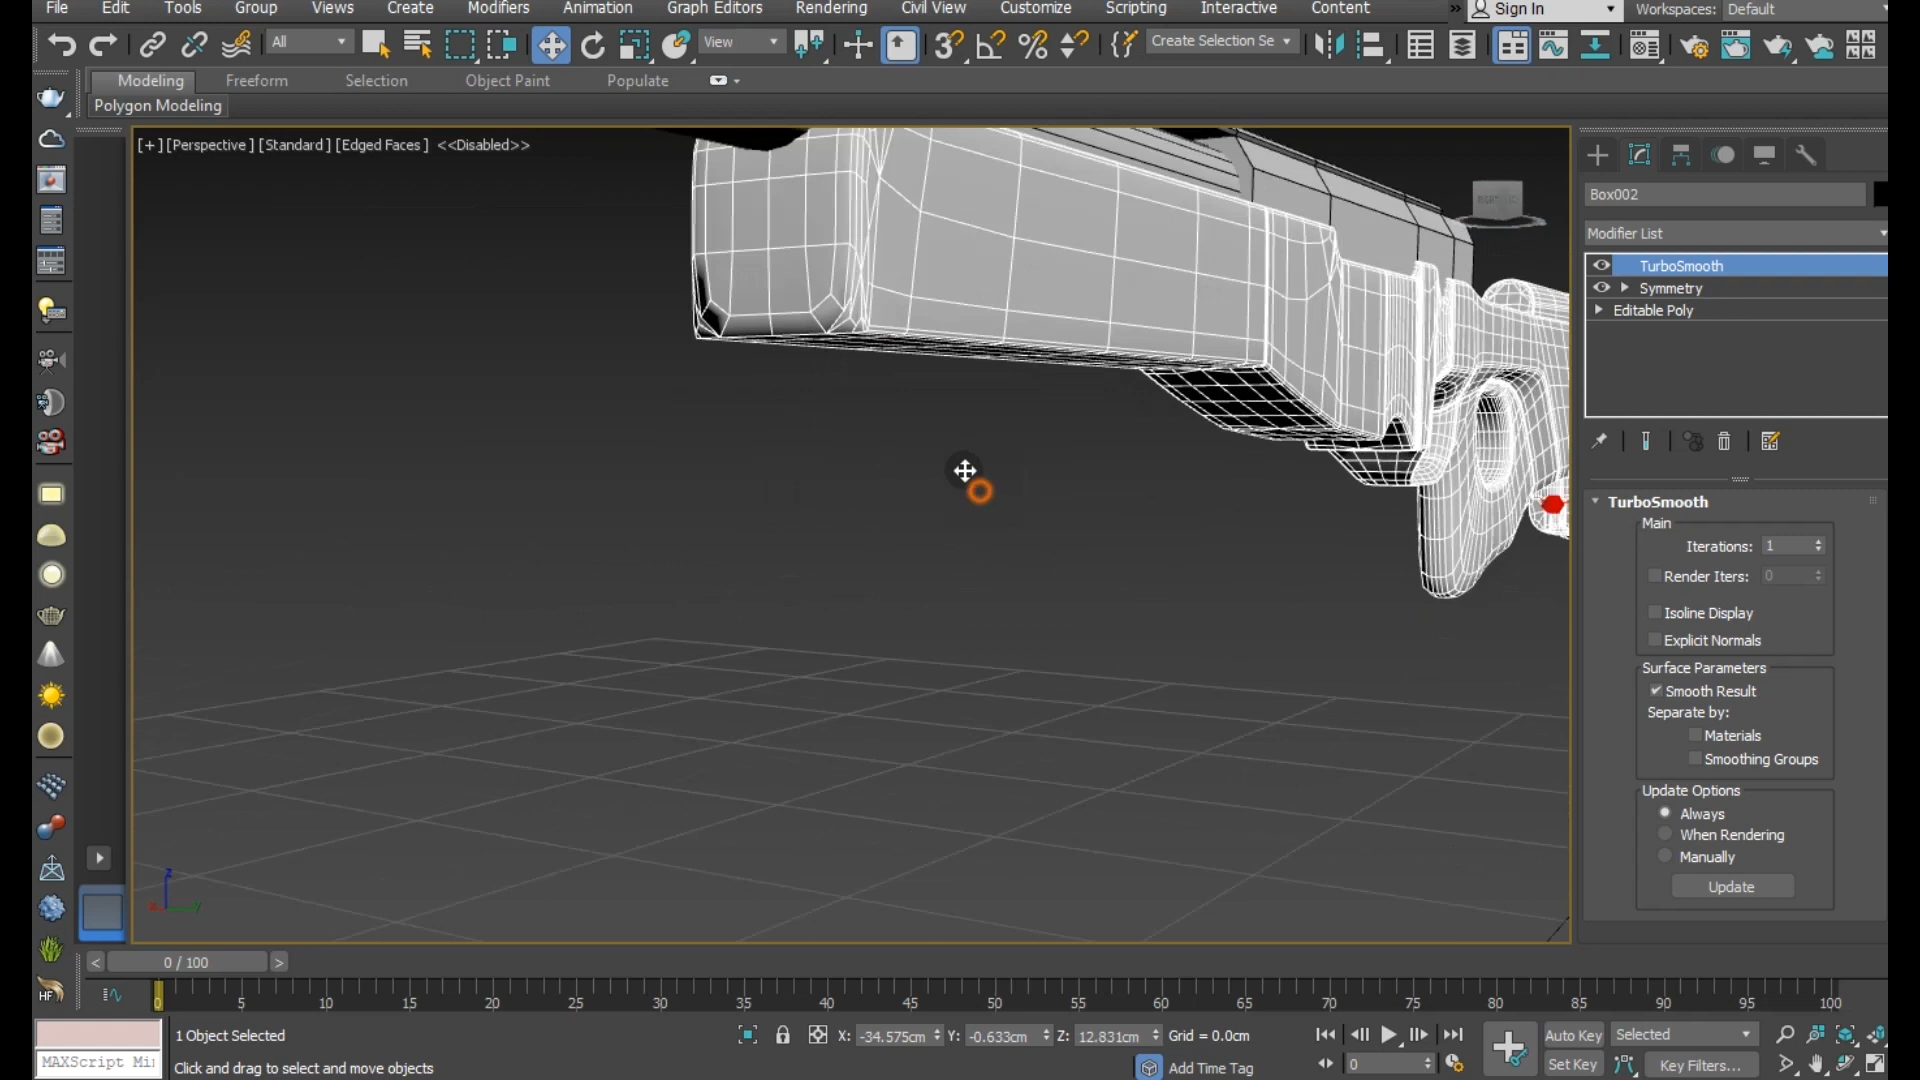 File Edit Tools Group Views Create Modifiers Animation Graph Editors Rendering Civil View Customize Scripting Interactive Content » Sign In Workspaces: Default
All View Create Selection Se
Modeling Freeform Selection Object Paint Populate
Polygon Modeling
[+] [Perspective] [Standard] [Edged Faces] <<Disabled>>
Box002
Modifier List
TurboSmooth
Symmetry
Editable Poly
TurboSmooth
Main
Iterations: 1
Render Iters: 0
Isoline Display
Explicit Normals
Surface Parameters
Smooth Result
Separate by:
Materials
Smoothing Groups
Update Options
Always
When Rendering
Manually
Update
z
x y
< 0 / 100 >
HF
0 5 10 15 20 25 30 35 40 45 50 55 60 65 70 75 80 85 90 95 100
1 Object Selected X: -34.575cm Y: -0.633cm Z: 12.831cm Grid = 0.0cm Auto Key Selected
MAXScript Mi Click and drag to select and move objects Add Time Tag 0 Set Key Key Filters...